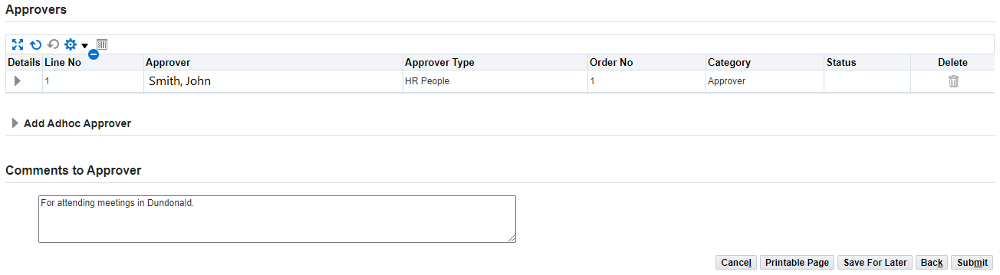 Approvers
Details Line No Approver Approver Type Order No Category Status Delete
1 Smith, John HR People 1 Approver
Add Adhoc Approver
Comments to Approver
For attending meetings in Dundonald.
Cancel Printable Page Save For Later Back Submit